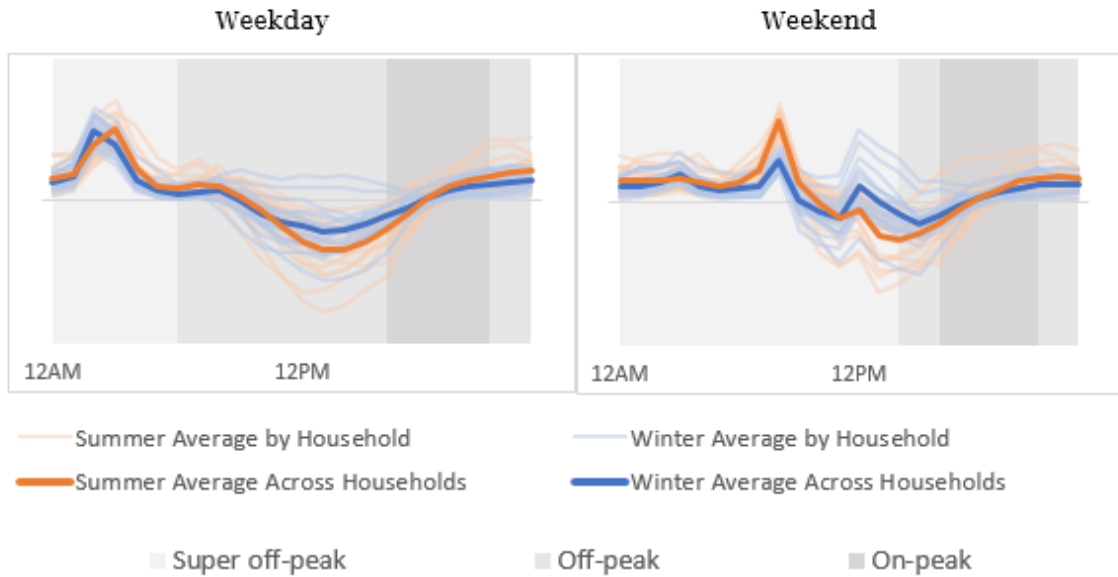 Weekday
Weekend
12AM
12PM
12AM
12PM
Summer Average by Household
Winter Average by Household
Summer Average Across Households
Winter Average Across Households
Super off-peak
Off-peak
On-peak